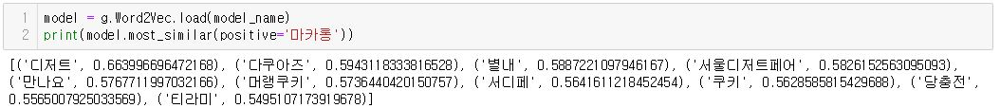 1 model = g.Word2Vec.load(model_name)
2 print(model.most_similar(positive='마카롱'))
[('디저트', 0.663996696472168), ('다쿠아즈', 0.5943118333816528), ('별내', 0.5887221097946167), ('서울디저트페어', 0.5826152563095093),
('만나요', 0.5767711997032166), ('머랭쿠키', 0.5736440420150757), ('서디페', 0.5641611218452454), ('쿠키', 0.5628585815429688), ('당충전',
0.5565007925033569), ('티라미', 0.5495107173919678)]